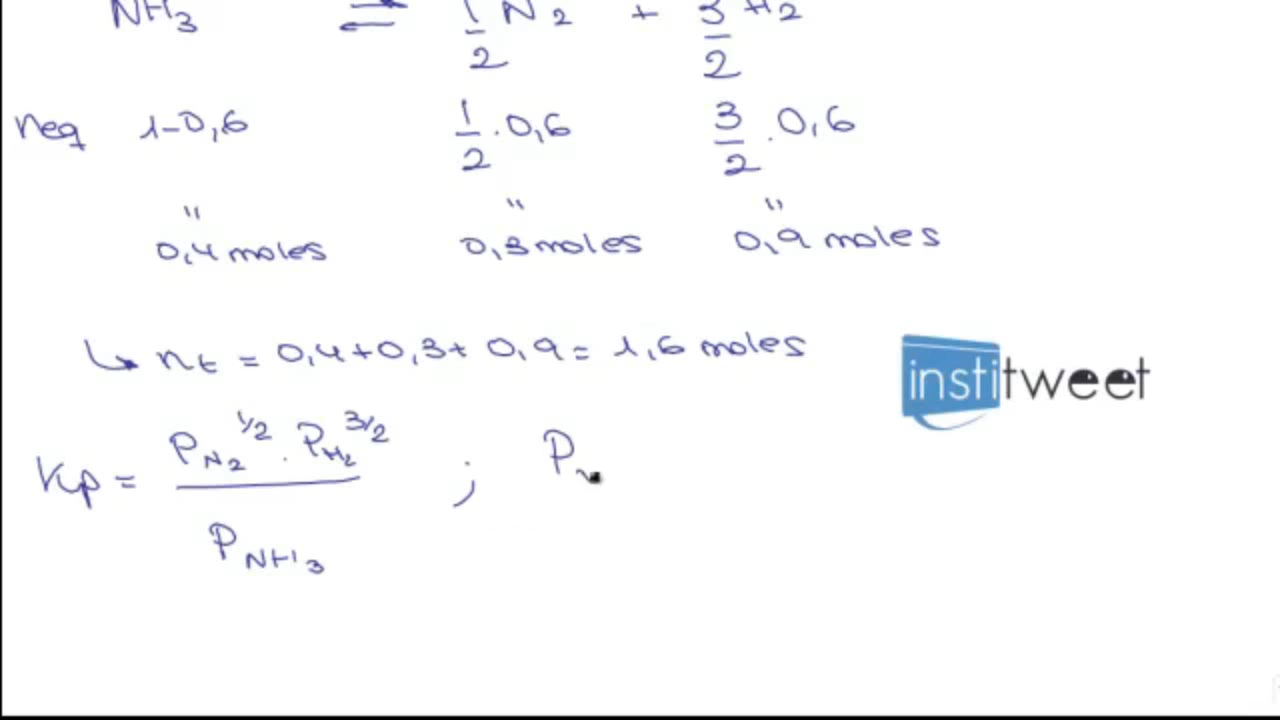 NH3 ⇌ 1/2 N2 + 3/2 H2
neq 1-0,6 1/2 · 0,6 3/2 · 0,6
" " "
0,4 moles 0,3 moles 0,9 moles
↳ nt = 0,4+0,3+0,9= 1,6 moles
institweet
Kp = PN2^1/2 · PH2^3/2 / PNH3 ; P